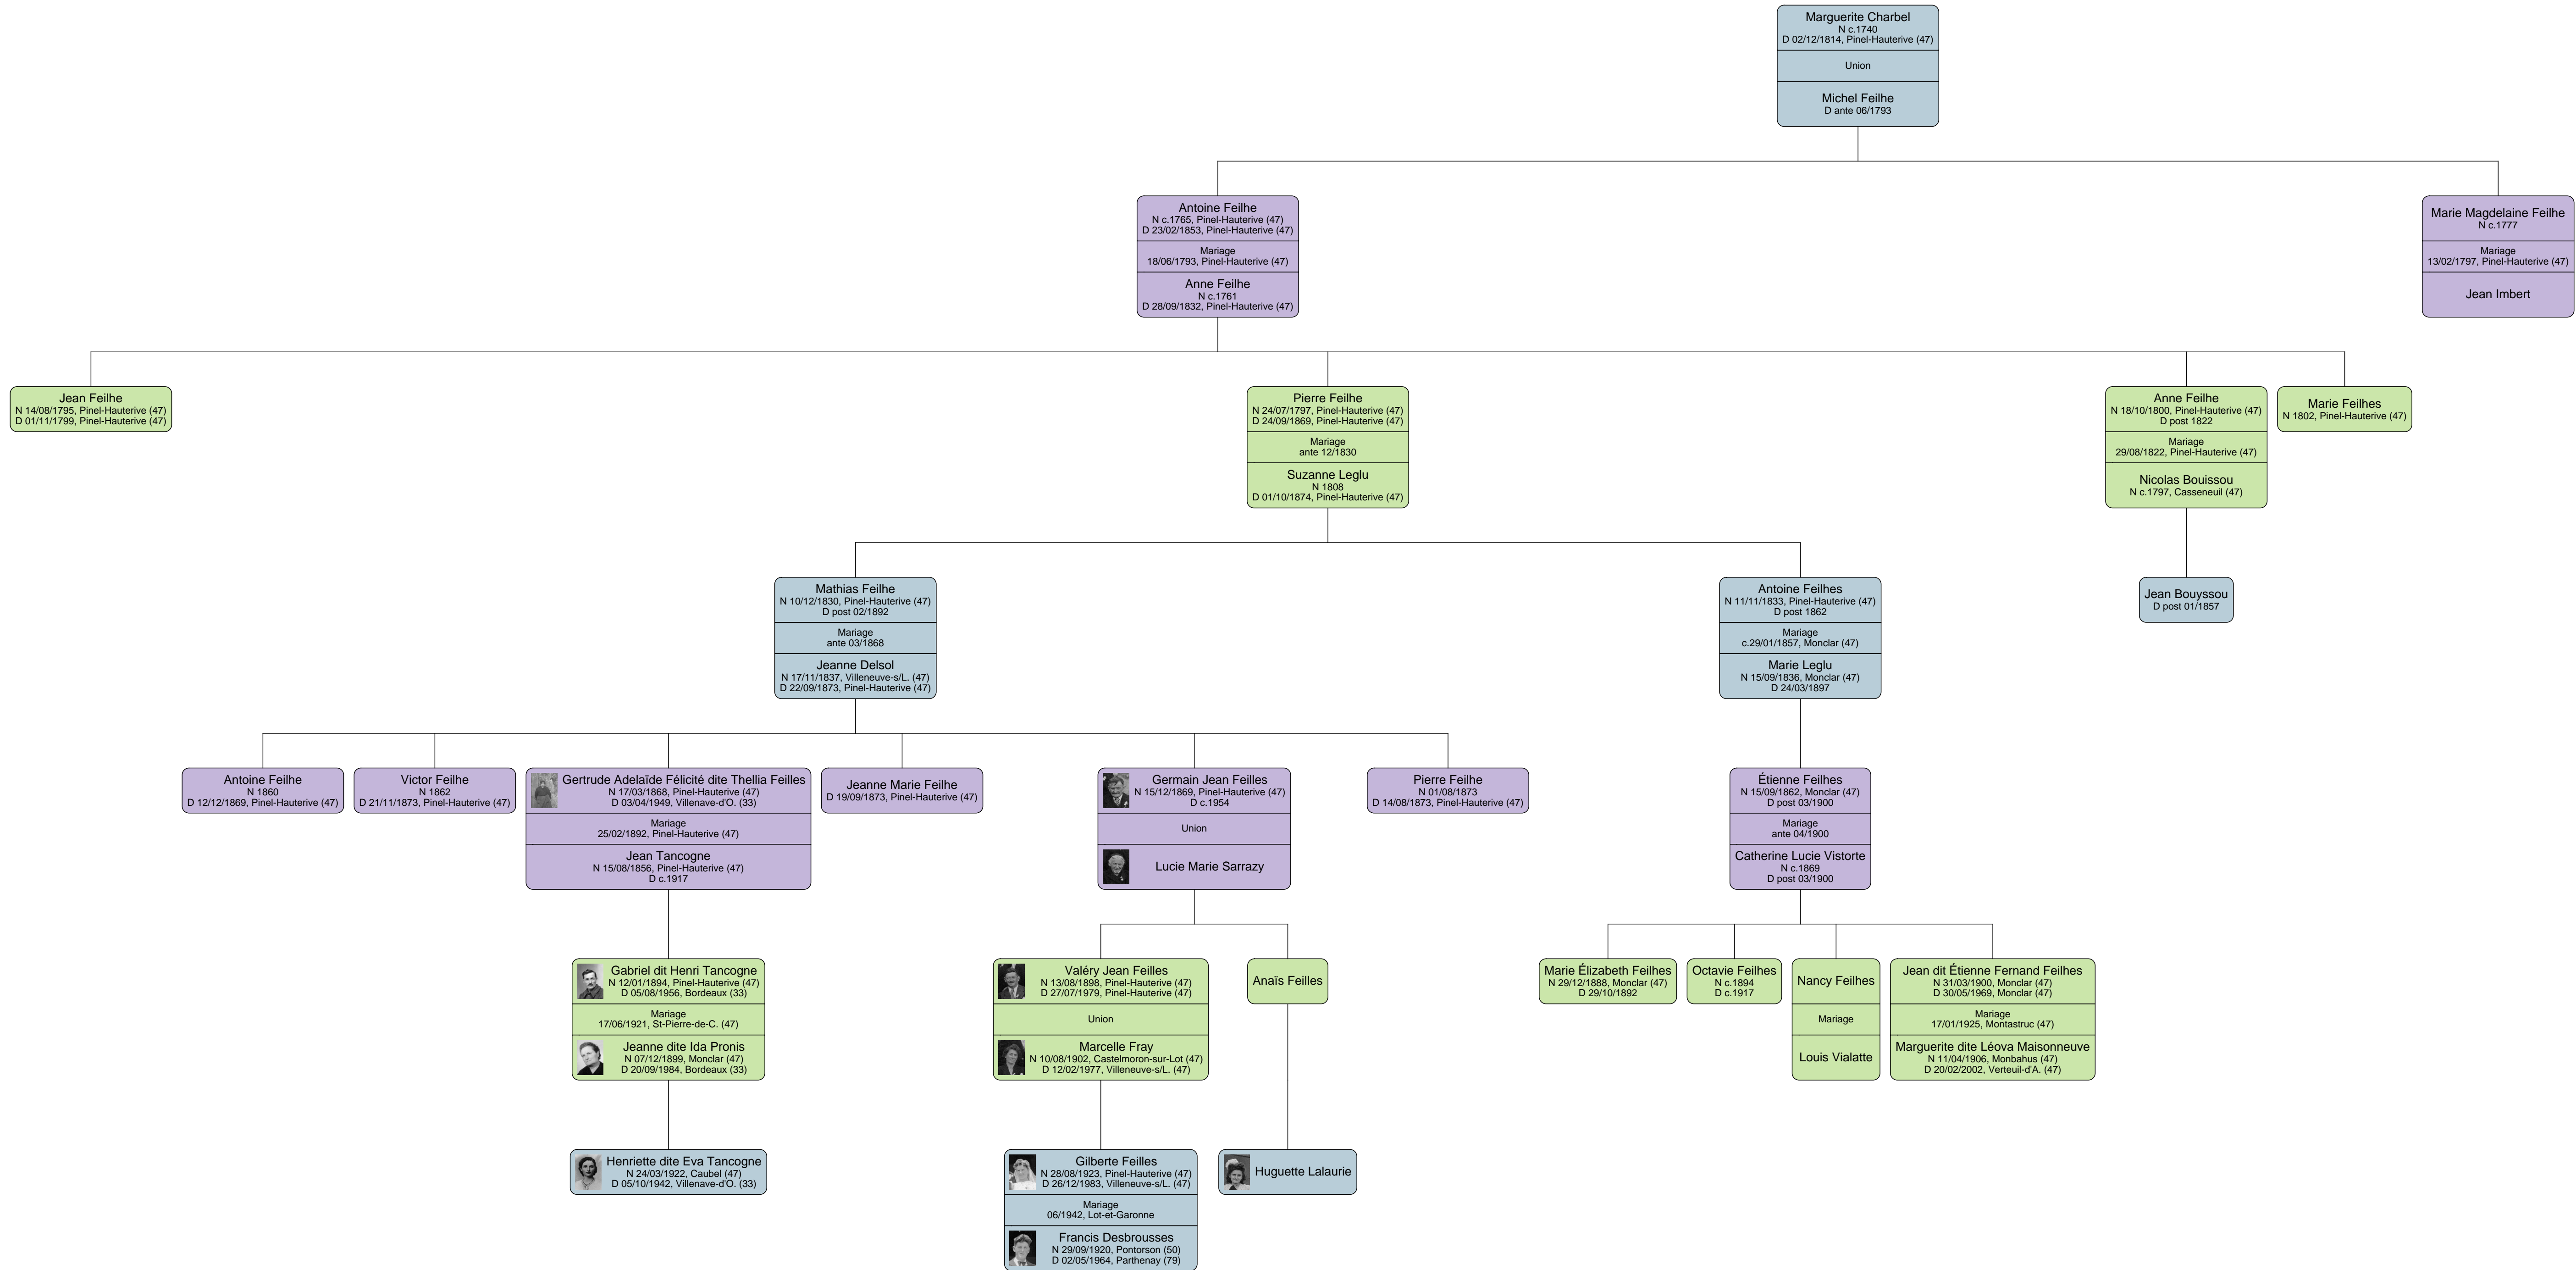 Marguerite Charbel
N c.1740
D 02/12/1814, Pinel-Hauterive (47)
Union
Michel Feilhe
D ante 06/1793
Antoine Feilhe
N c.1765, Pinel-Hauterive (47)
D 23/02/1853, Pinel-Hauterive (47)
Mariage
18/06/1793, Pinel-Hauterive (47)
Anne Feilhe
N c.1761
D 28/09/1832, Pinel-Hauterive (47)
Marie Magdelaine Feilhe
N c.1777
Mariage
13/02/1797, Pinel-Hauterive (47)
Jean Imbert
Jean Feilhe
N 14/08/1795, Pinel-Hauterive (47)
D 01/11/1799, Pinel-Hauterive (47)
Pierre Feilhe
N 24/07/1797, Pinel-Hauterive (47)
D 24/09/1869, Pinel-Hauterive (47)
Mariage
ante 12/1830
Suzanne Leglu
N 1808
D 01/10/1874, Pinel-Hauterive (47)
Anne Feilhe
N 18/10/1800, Pinel-Hauterive (47)
D post 1822
Mariage
29/08/1822, Pinel-Hauterive (47)
Nicolas Bouissou
N c.1797, Casseneuil (47)
Marie Feilhes
N 1802, Pinel-Hauterive (47)
Mathias Feilhe
N 10/12/1830, Pinel-Hauterive (47)
D post 02/1892
Mariage
ante 03/1868
Jeanne Delsol
N 17/11/1837, Villeneuve-s/L. (47)
D 22/09/1873, Pinel-Hauterive (47)
Antoine Feilhes
N 11/11/1833, Pinel-Hauterive (47)
D post 1862
Mariage
c.29/01/1857, Monclar (47)
Marie Leglu
N 15/09/1836, Monclar (47)
D 24/03/1897
Jean Bouyssou
D post 01/1857
Antoine Feilhe
N 1860
D 12/12/1869, Pinel-Hauterive (47)
Victor Feilhe
N 1862
D 21/11/1873, Pinel-Hauterive (47)
Gertrude Adelaïde Félicité dite Thellia Feilles
N 17/03/1868, Pinel-Hauterive (47)
D 03/04/1949, Villenave-d'O. (33)
Mariage
25/02/1892, Pinel-Hauterive (47)
Jean Tancogne
N 15/08/1856, Pinel-Hauterive (47)
D c.1917
Jeanne Marie Feilhe
D 19/09/1873, Pinel-Hauterive (47)
Germain Jean Feilles
N 15/12/1869, Pinel-Hauterive (47)
D c.1954
Union
Lucie Marie Sarrazy
Pierre Feilhe
N 01/08/1873
D 14/08/1873, Pinel-Hauterive (47)
Étienne Feilhes
N 15/09/1862, Monclar (47)
D post 03/1900
Mariage
ante 04/1900
Catherine Lucie Vistorte
N c.1869
D post 03/1900
Gabriel dit Henri Tancogne
N 12/01/1894, Pinel-Hauterive (47)
D 05/08/1956, Bordeaux (33)
Mariage
17/06/1921, St-Pierre-de-C. (47)
Jeanne dite Ida Pronis
N 07/12/1899, Monclar (47)
D 20/09/1984, Bordeaux (33)
Valéry Jean Feilles
N 13/08/1898, Pinel-Hauterive (47)
D 27/07/1979, Pinel-Hauterive (47)
Union
Marcelle Fray
N 10/08/1902, Castelmoron-sur-Lot (47)
D 12/02/1977, Villeneuve-s/L. (47)
Anaïs Feilles
Marie Élizabeth Feilhes
N 29/12/1888, Monclar (47)
D 29/10/1892
Octavie Feilhes
N c.1894
D c.1917
Nancy Feilhes
Mariage
Louis Vialatte
Jean dit Étienne Fernand Feilhes
N 31/03/1900, Monclar (47)
D 30/05/1969, Monclar (47)
Mariage
17/01/1925, Montastruc (47)
Marguerite dite Léova Maisonneuve
N 11/04/1906, Monbahus (47)
D 20/02/2002, Verteuil-d'A. (47)
Henriette dite Eva Tancogne
N 24/03/1922, Caubel (47)
D 05/10/1942, Villenave-d'O. (33)
Gilberte Feilles
N 28/08/1923, Pinel-Hauterive (47)
D 26/12/1983, Villeneuve-s/L. (47)
Mariage
06/1942, Lot-et-Garonne
Francis Desbrousses
N 29/09/1920, Pontorson (50)
D 02/05/1964, Parthenay (79)
Huguette Lalaurie